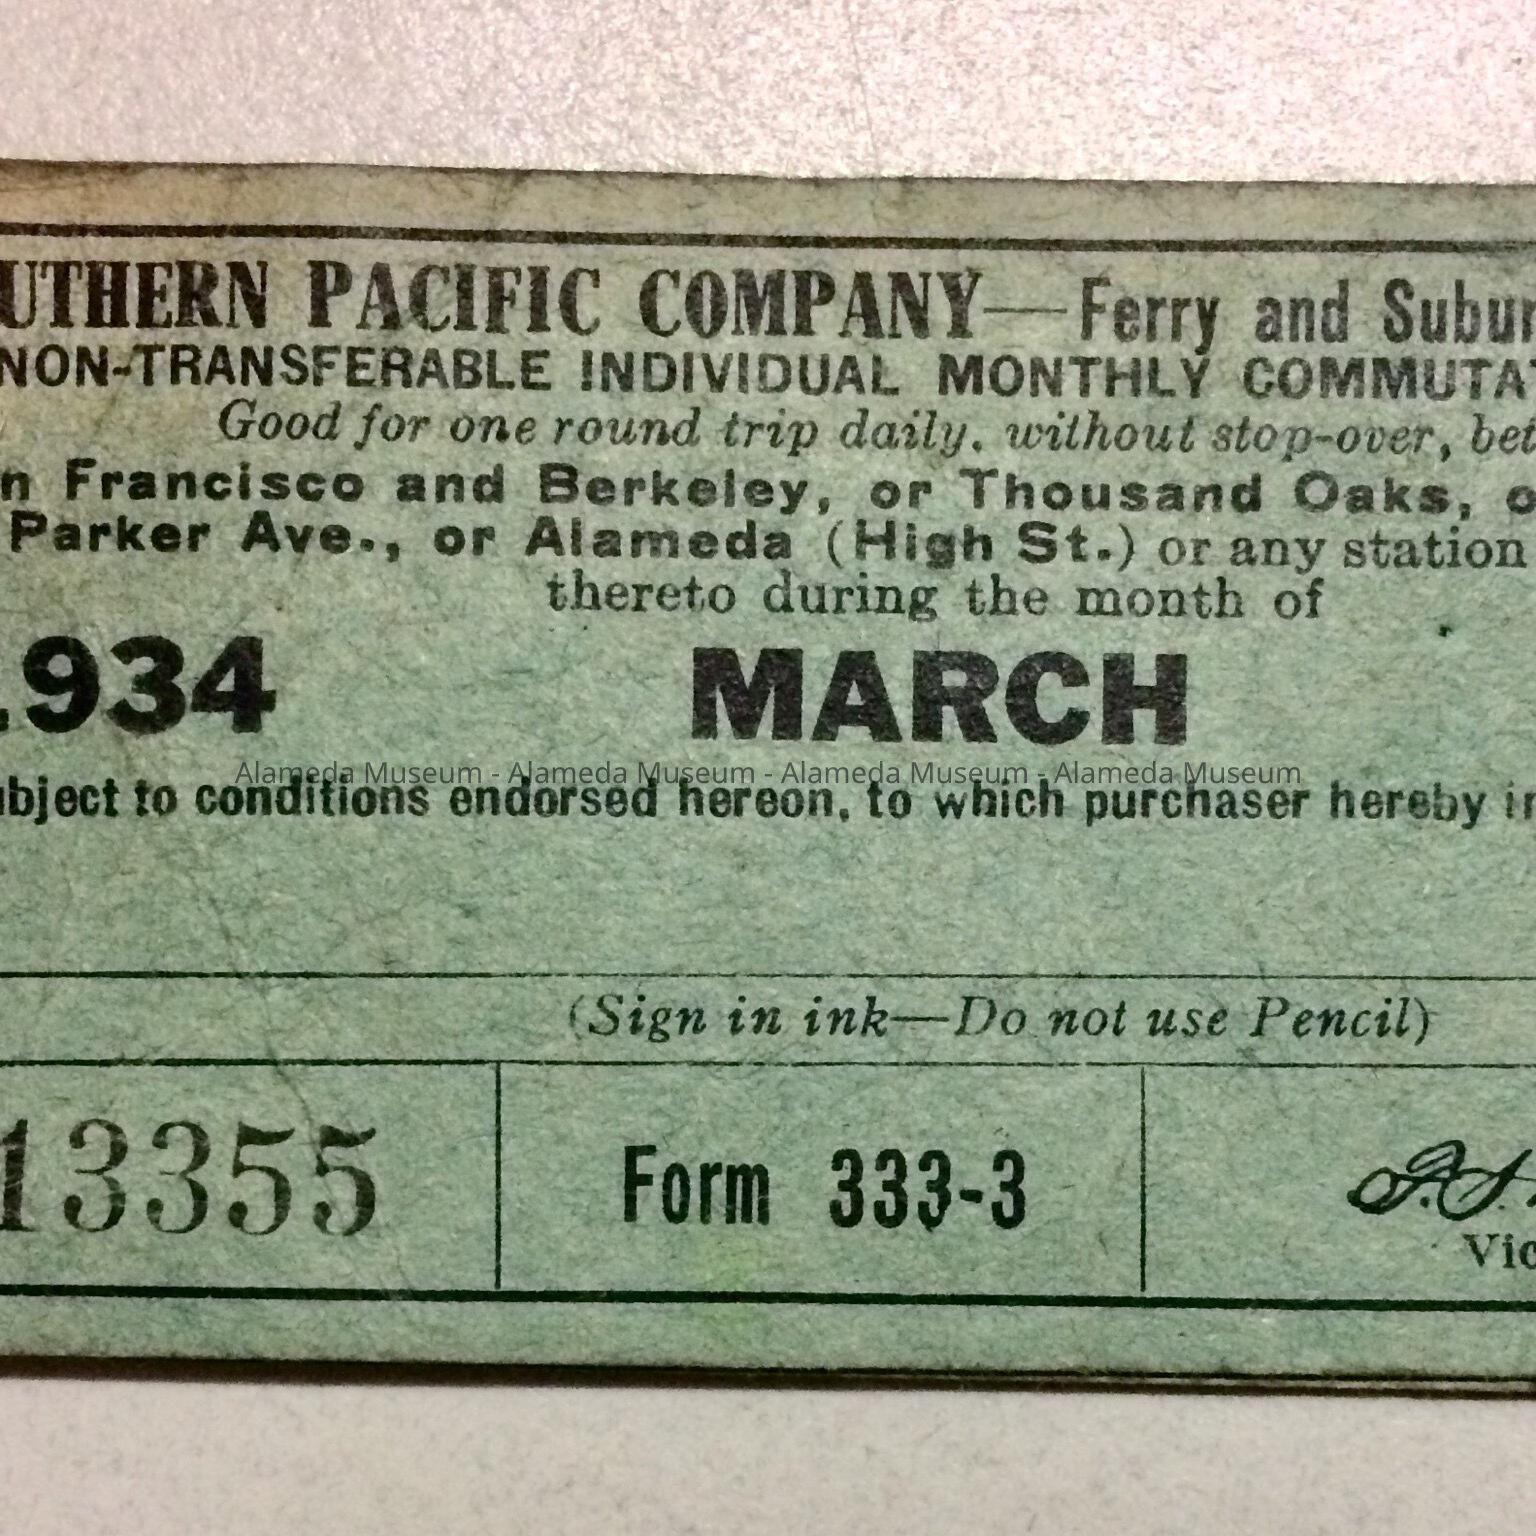 UTHERN PACIFIC COMPANY—Ferry and Subur
NON-TRANSFERABLE INDIVIDUAL MONTHLY COMMUTAT
Good for one round trip daily, without stop-over, bet
n Francisco and Berkeley, or Thousand Oaks, o
Parker Ave., or Alameda (High St.) or any station
thereto during the month of
1934 MARCH
Alameda Museum - Alameda Museum - Alameda Museum - Alameda Museum
ubject to conditions endorsed hereon, to which purchaser hereby in
(Sign in ink—Do not use Pencil)
13355 Form 333-3
Vic